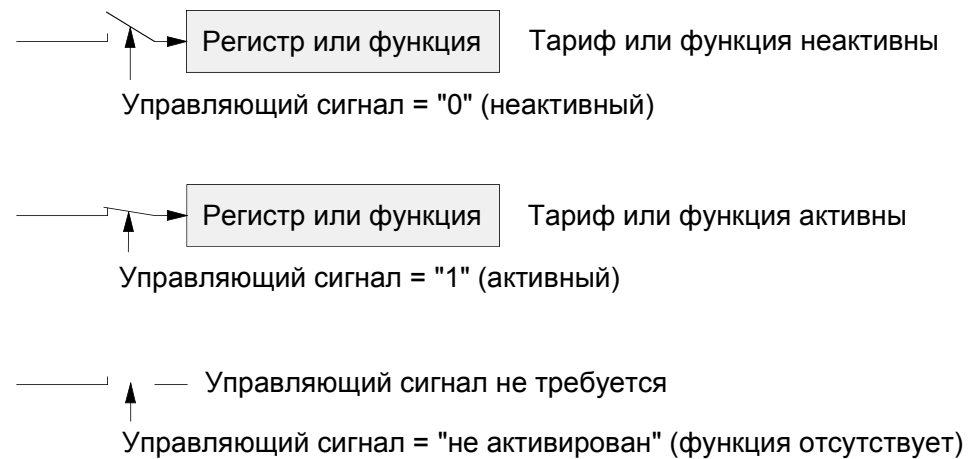 Регистр или функция Тариф или функция неактивны
Управляющий сигнал = "0" (неактивный)
Регистр или функция Тариф или функция активны
Управляющий сигнал = "1" (активный)
Управляющий сигнал не требуется
Управляющий сигнал = "не активирован" (функция отсутствует)